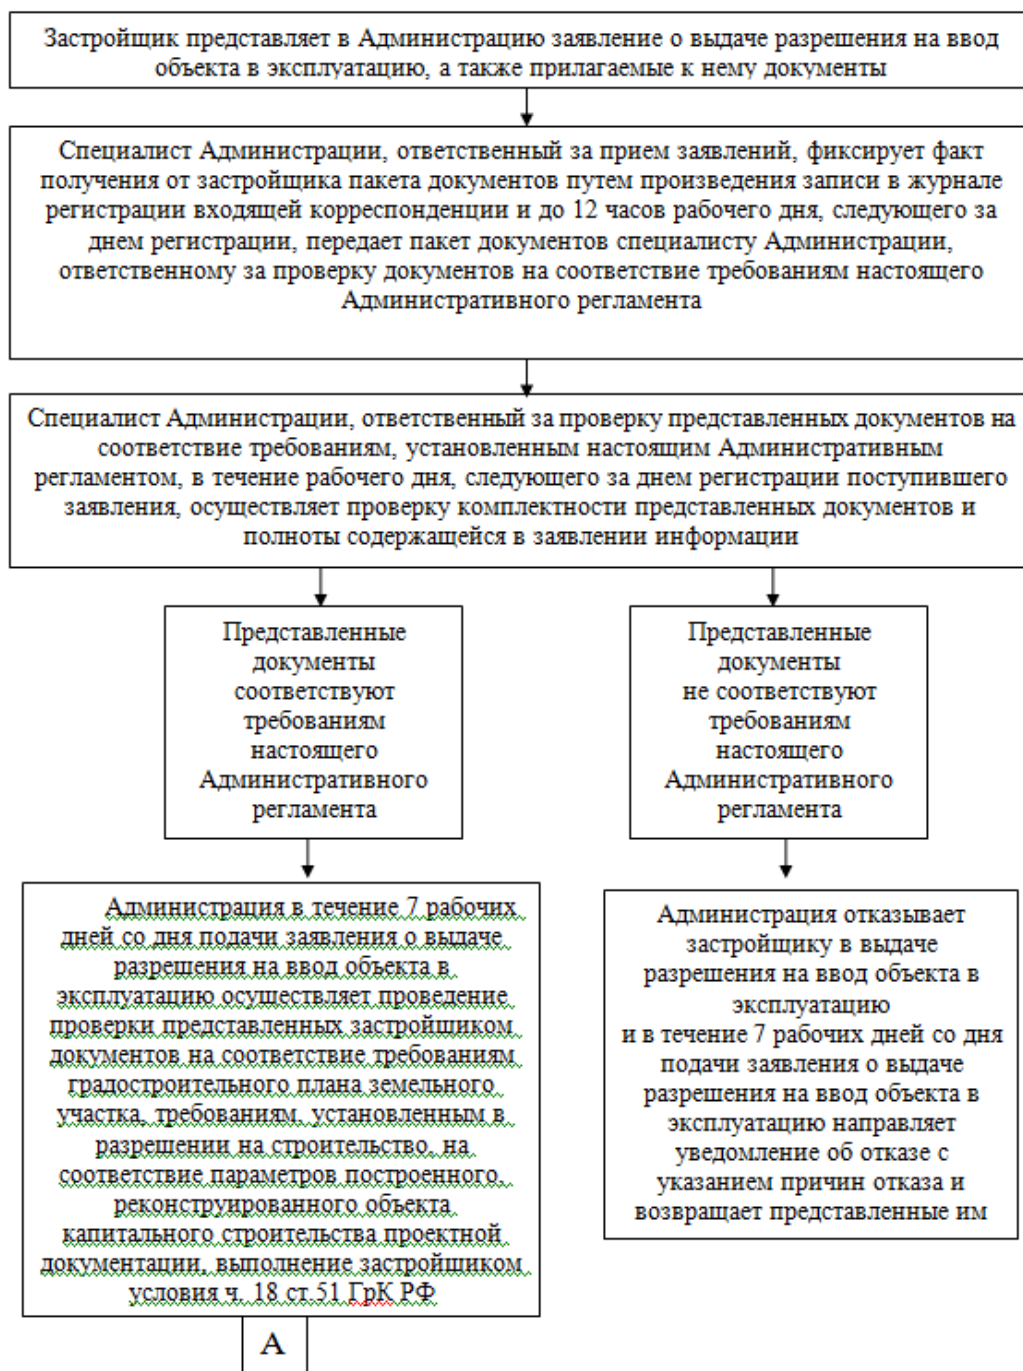 Застройщик представляет в Администрацию заявление о выдаче разрешения на ввод
объекта в эксплуатацию, а также прилагаемые к нему документы
Специалист Администрации, ответственный за прием заявлений, фиксирует факт
получения от застройщика пакета документов путем произведения записи в журнале
регистрации входящей корреспонденции и до 12 часов рабочего дня, следующего за
днем регистрации, передает пакет документов специалисту Администрации,
ответственному за проверку документов на соответствие требованиям настоящего
Административного регламента
Специалист Администрации, ответственный за проверку представленных документов на
соответствие требованиям, установленным настоящим Административным
регламентом, в течение рабочего дня, следующего за днем регистрации поступившего
заявления, осуществляет проверку комплектности представленных документов и
полноты содержащейся в заявлении информации
Представленные
документы
соответствуют
требованиям
настоящего
Административного
регламента
Представленные
документы
не соответствуют
требованиям
настоящего
Административного
регламента
Администрация в течение 7 рабочих
дней со дня подачи заявления о выдаче
разрешения на ввод объекта в
эксплуатацию осуществляет проведение
проверки представленных застройщиком
документов на соответствие требованиям
градостроительного плана земельного
участка, требованиям, установленным в
разрешении на строительство, на
соответствие параметров построенного,
реконструированного объекта
капитального строительства проектной
документации, выполнение застройщиком
условия ч. 18 ст.51 ГрК РФ
Администрация отказывает
застройщику в выдаче
разрешения на ввод объекта в
эксплуатацию
и в течение 7 рабочих дней со дня
подачи заявления о выдаче
разрешения на ввод объекта в
эксплуатацию направляет
уведомление об отказе с
указанием причин отказа и
возвращает представленные им
А